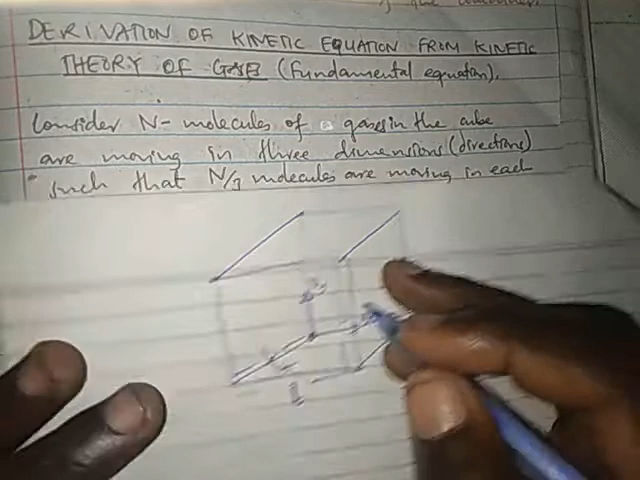 DERIVATION OF KINETIC EQUATION FROM KINETIC
THEORY OF GASES (Fundamental equation).
Consider N- molecules of a gases in the cube
are moving in three dimensions (directions)
such that N/3 molecules are moving in each
L